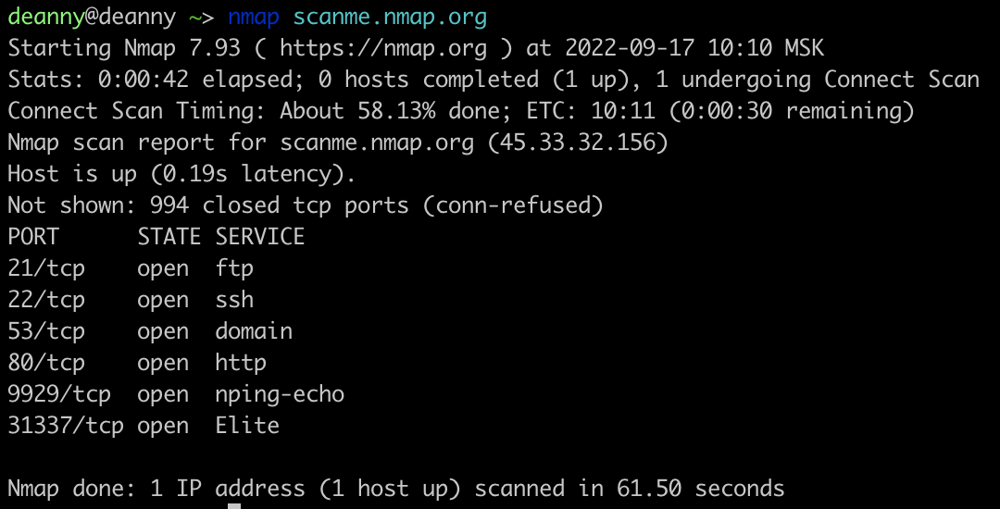 deanny@deanny ~> nmap scanme.nmap.org
Starting Nmap 7.93 ( https://nmap.org ) at 2022-09-17 10:10 MSK
Stats: 0:00:42 elapsed; 0 hosts completed (1 up), 1 undergoing Connect Scan
Connect Scan Timing: About 58.13% done; ETC: 10:11 (0:00:30 remaining)
Nmap scan report for scanme.nmap.org (45.33.32.156)
Host is up (0.19s latency).
Not shown: 994 closed tcp ports (conn-refused)
PORT      STATE SERVICE
21/tcp    open  ftp
22/tcp    open  ssh
53/tcp    open  domain
80/tcp    open  http
9929/tcp  open  nping-echo
31337/tcp open  Elite
Nmap done: 1 IP address (1 host up) scanned in 61.50 seconds